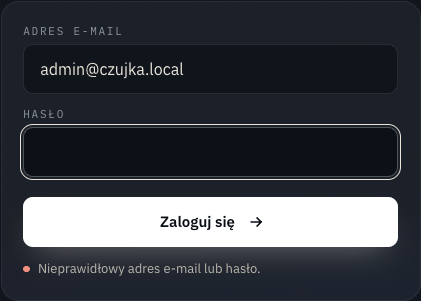 ADRES E-MAIL
admin@czujka.local
HASŁO
Zaloguj się →
Nieprawidłowy adres e-mail lub hasło.